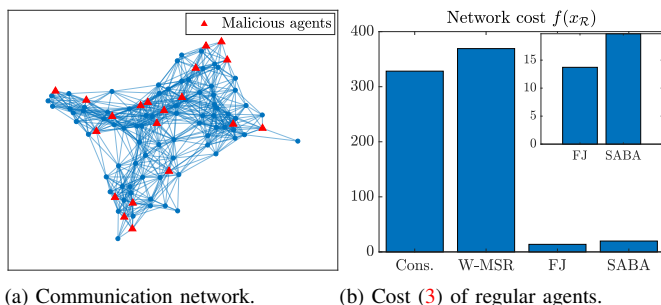 Malicious agents
Network cost f(x_R)
400
300
200
100
0
Cons.
W-MSR
FJ
SABA
15
10
5
0
FJ
SABA
(a) Communication network.
(b) Cost (3) of regular agents.